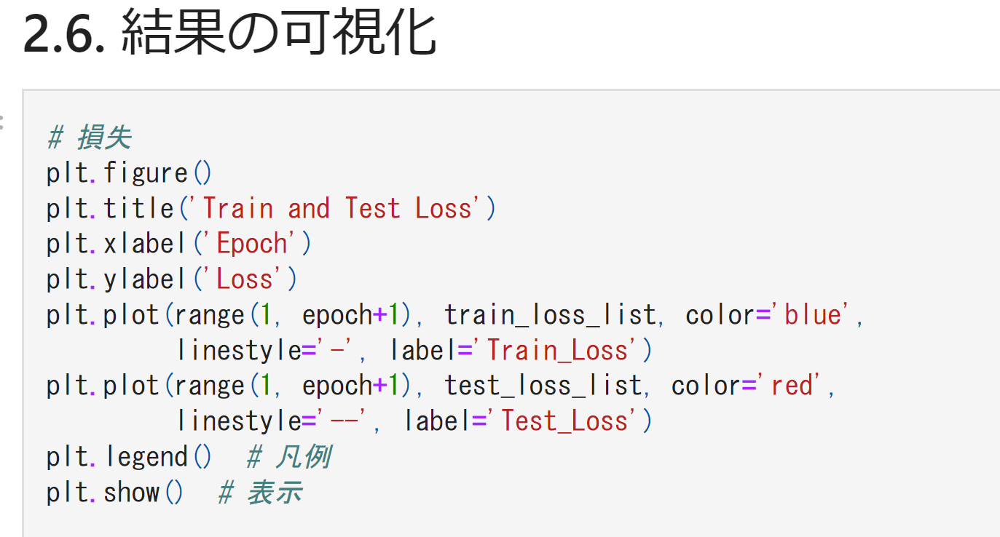 2.6. 結果の可視化
# 損失
plt.figure()
plt.title('Train and Test Loss')
plt.xlabel('Epoch')
plt.ylabel('Loss')
plt.plot(range(1, epoch+1), train_loss_list, color='blue',
         linestyle='-', label='Train_Loss')
plt.plot(range(1, epoch+1), test_loss_list, color='red',
         linestyle='--', label='Test_Loss')
plt.legend()  # 凡例
plt.show()  # 表示